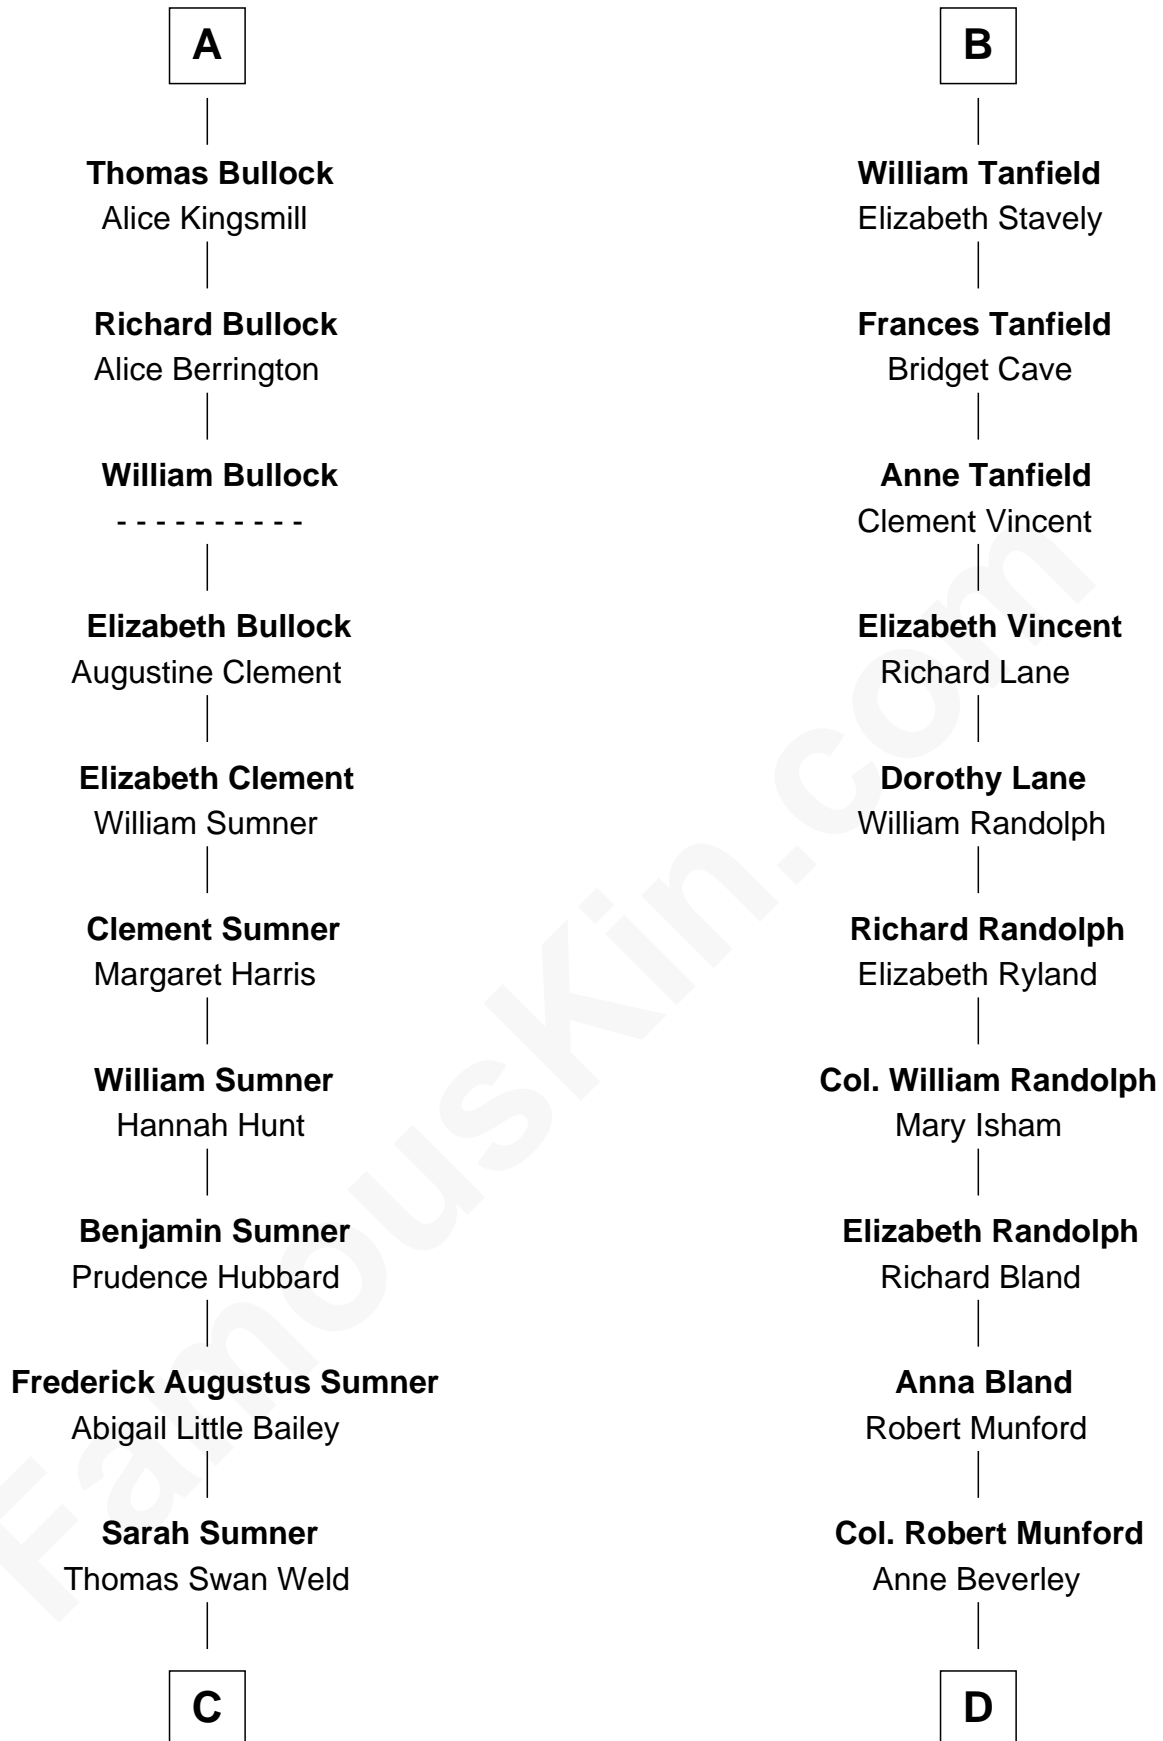 A
Thomas Bullock
Alice Kingsmill
Richard Bullock
Alice Berrington
William Bullock
- - - - - - - - - -
Elizabeth Bullock
Augustine Clement
Elizabeth Clement
William Sumner
Clement Sumner
Margaret Harris
William Sumner
Hannah Hunt
Benjamin Sumner
Prudence Hubbard
Frederick Augustus Sumner
Abigail Little Bailey
Sarah Sumner
Thomas Swan Weld
C
B
William Tanfield
Elizabeth Stavely
Frances Tanfield
Bridget Cave
Anne Tanfield
Clement Vincent
Elizabeth Vincent
Richard Lane
Dorothy Lane
William Randolph
Richard Randolph
Elizabeth Ryland
Col. William Randolph
Mary Isham
Elizabeth Randolph
Richard Bland
Anna Bland
Robert Munford
Col. Robert Munford
Anne Beverley
D
FamousKin.com